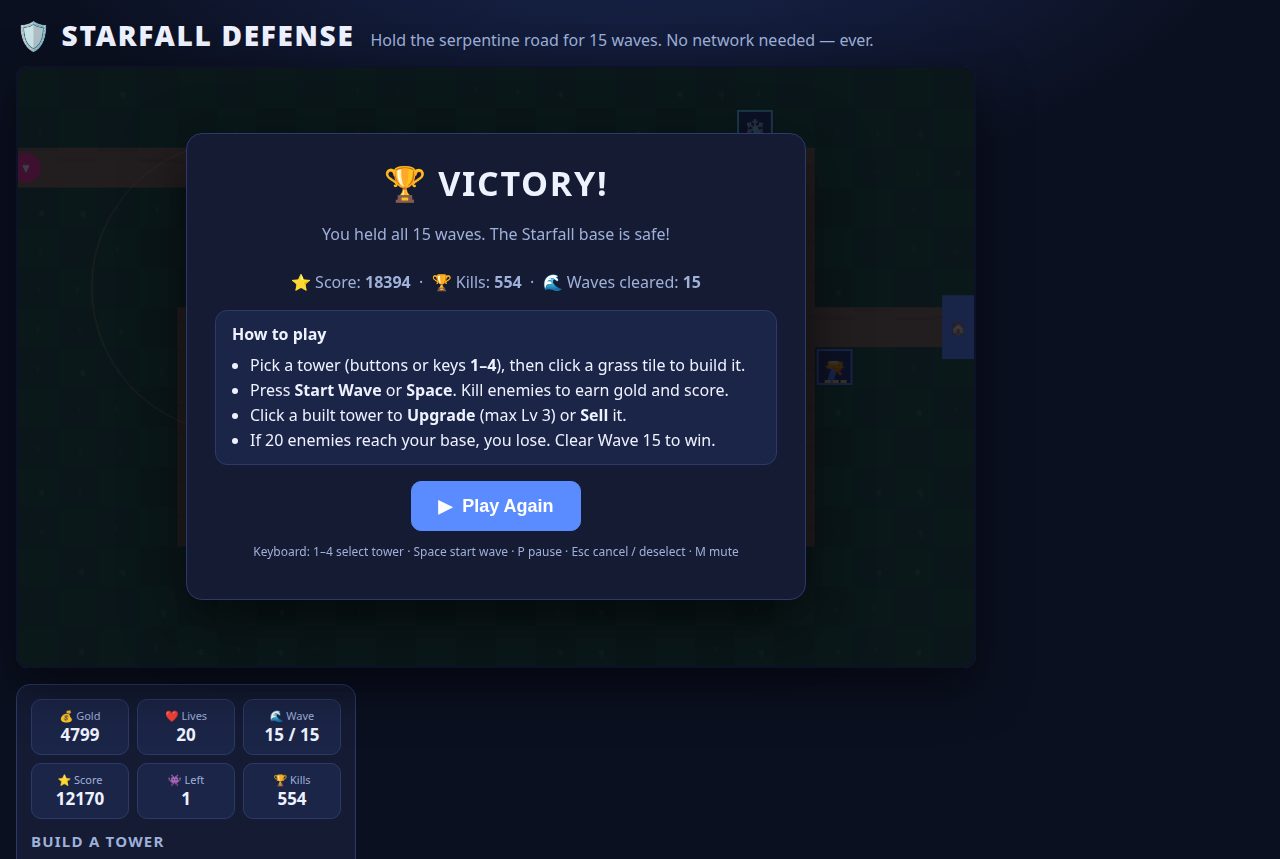 🛡️ STARFALL DEFENSE Hold the serpentine road for 15 waves. No network needed — ever.
🏆 VICTORY!
You held all 15 waves. The Starfall base is safe!
⭐ Score: 18394 · 🏆 Kills: 554 · 🌊 Waves cleared: 15
How to play
• Pick a tower (buttons or keys 1–4), then click a grass tile to build it.
• Press Start Wave or Space. Kill enemies to earn gold and score.
• Click a built tower to Upgrade (max Lv 3) or Sell it.
• If 20 enemies reach your base, you lose. Clear Wave 15 to win.
▶ Play Again
Keyboard: 1–4 select tower · Space start wave · P pause · Esc cancel / deselect · M mute
💰 Gold ❤️ Lives 🌊 Wave
4799 20 15 / 15
⭐ Score 👾 Left 🏆 Kills
12170 1 554
BUILD A TOWER